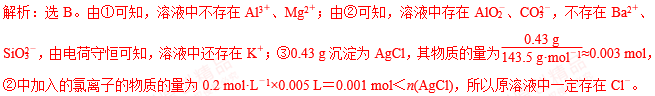 解析：选 B。由①可知，溶液中不存在 Al³⁺、Mg²⁺；由②可知，溶液中存在 AlO₂⁻、CO₃²⁻，不存在 Ba²⁺、
SiO₃²⁻，由电荷守恒可知，溶液中还存在 K⁺；③0.43 g 沉淀为 AgCl，其物质的量为 0.43 g/143.5 g·mol⁻¹≈0.003 mol，
②中加入的氯离子的物质的量为 0.2 mol·L⁻¹×0.005 L＝0.001 mol＜n(AgCl)，所以原溶液中一定存在 Cl⁻。